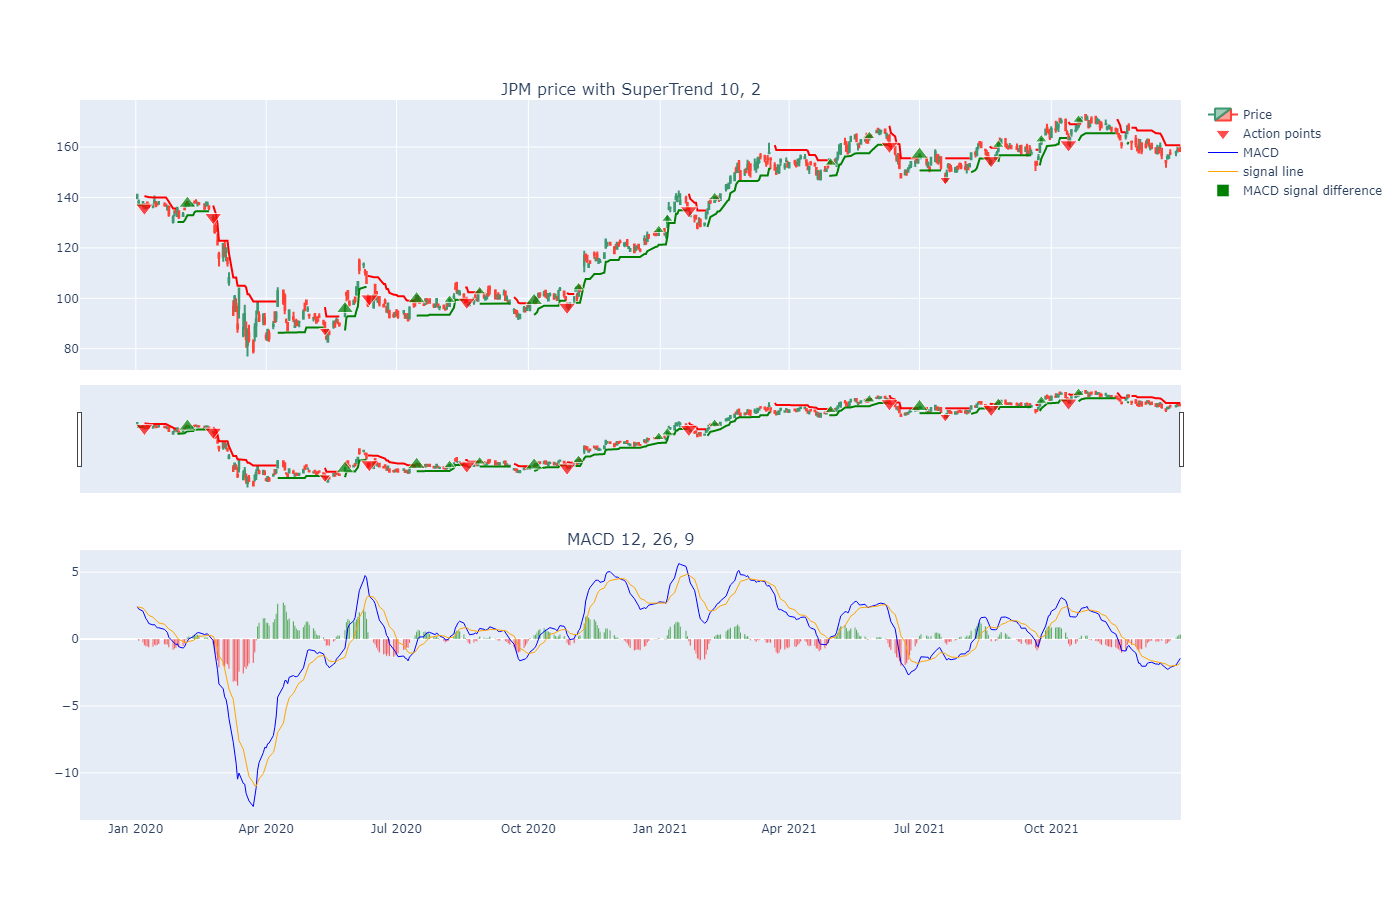 JPM price with SuperTrend 10, 2
160
140
120
100
80
Price
Action points
MACD
signal line
MACD signal difference
MACD 12, 26, 9
5
0
−5
−10
Jan 2020 Apr 2020 Jul 2020 Oct 2020 Jan 2021 Apr 2021 Jul 2021 Oct 2021